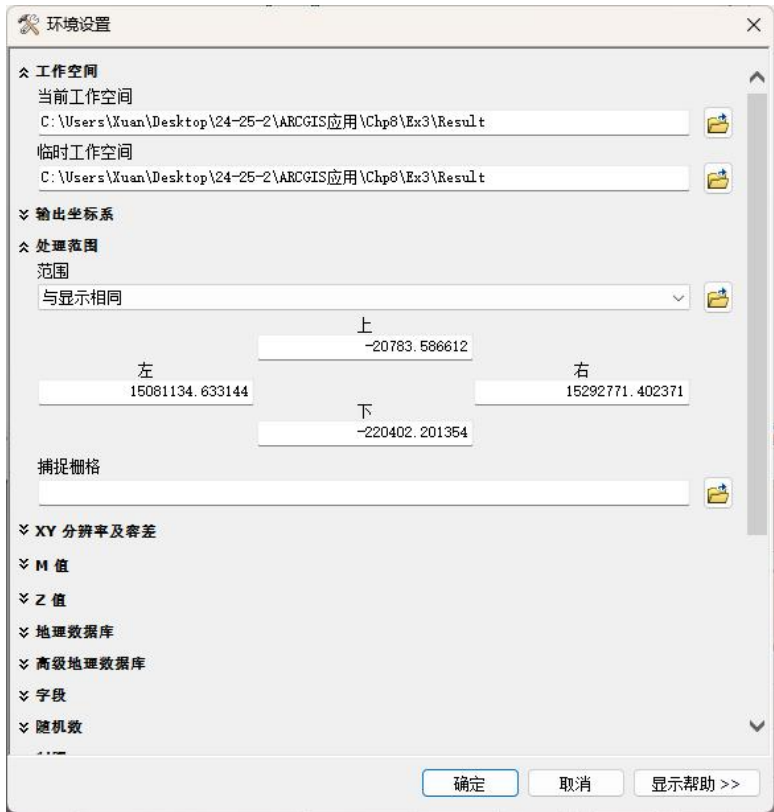 环境设置
工作空间
当前工作空间
C:\Users\Xuan\Desktop\24-25-2\ARCGIS应用\Chp8\Ex3\Result
临时工作空间
C:\Users\Xuan\Desktop\24-25-2\ARCGIS应用\Chp8\Ex3\Result
输出坐标系
处理范围
范围
与显示相同
上
-20783.586612
左
右
15081134.633144
15292771.402371
下
-220402.201354
捕捉栅格
XY 分辨率及容差
M 值
Z 值
地理数据库
高级地理数据库
字段
随机数
确定
取消
显示帮助 >>